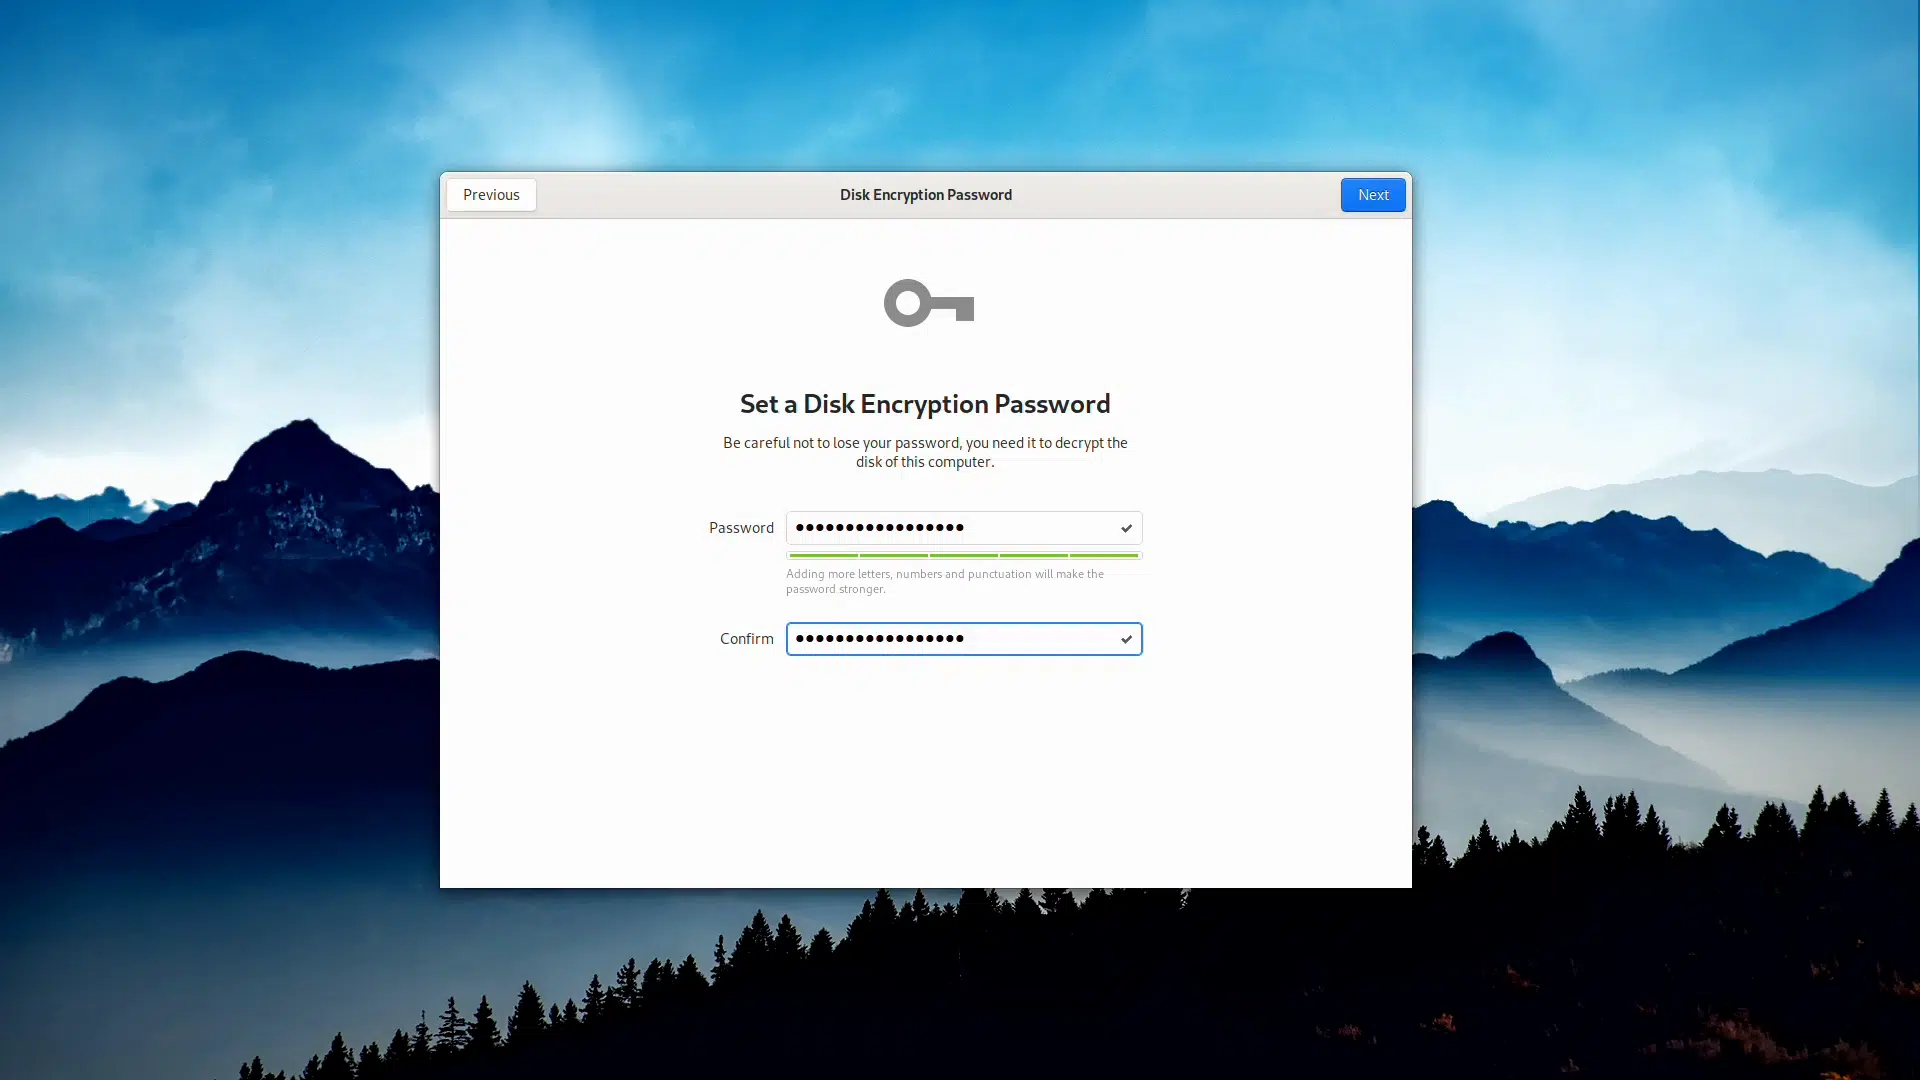 Previous
Disk Encryption Password
Next
Set a Disk Encryption Password
Be careful not to lose your password, you need it to decrypt the
disk of this computer.
Password ●●●●●●●●●●●●●●●●●
Adding more letters, numbers and punctuation will make the
password stronger.
Confirm ●●●●●●●●●●●●●●●●●